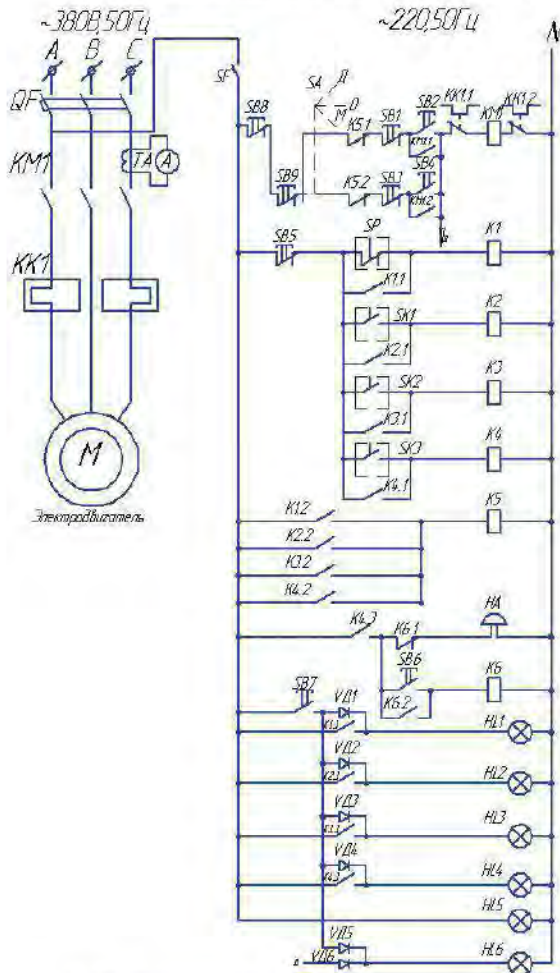 ~380В,50Гц
~220,50Гц
A B C
N
QF
SF
SA
Д
М
О
SB8
K5.1
SB1
SB2
KK1.1
KM1
KK1.2
TA
A
KM1
SB9
K5.2
SB3
SB4
SB5
SP
K1
K1.1
KK1
SK1
K2
K2.1
SK2
K3
K3.1
M
SK3
K4
K4.1
Электродвигатель
K1.2
K5
K2.2
K3.2
K4.2
K4.3
K6.1
HA
SB6
K6
SB7
K6.2
VД1
HL1
VД2
HL2
VД3
HL3
VД4
HL4
HL5
VД5
VД6
HL6